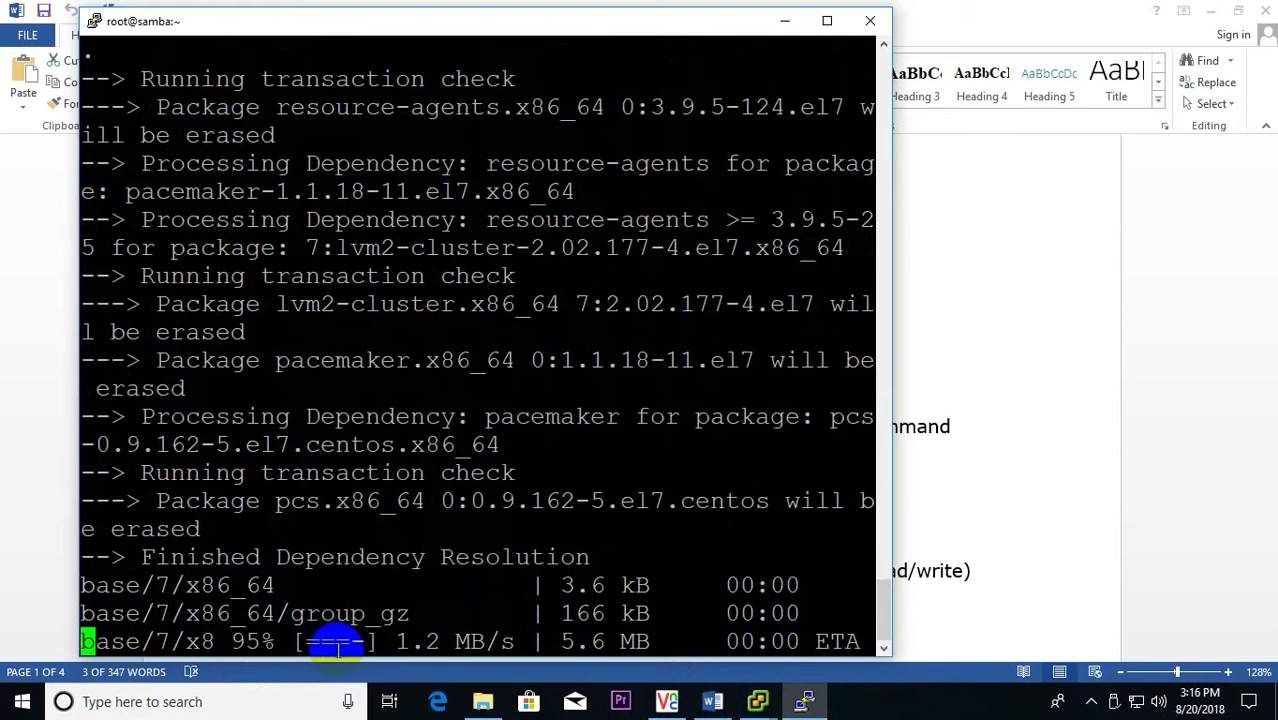 root@samba:~
Sign in
FILE
H
Cu
Co
Fo
Paste
Clipboard
AaBbCc
AaBbCc
AaBbCcDc
AaBl
Heading 3
Heading 4
Heading 5
Title
Find
Replace
Select
Editing
.
--> Running transaction check
---> Package resource-agents.x86_64 0:3.9.5-124.el7 w
ill be erased
--> Processing Dependency: resource-agents for packag
e: pacemaker-1.1.18-11.el7.x86_64
--> Processing Dependency: resource-agents >= 3.9.5-2
5 for package: 7:lvm2-cluster-2.02.177-4.el7.x86_64
--> Running transaction check
---> Package lvm2-cluster.x86_64 7:2.02.177-4.el7 wil
l be erased
---> Package pacemaker.x86_64 0:1.1.18-11.el7 will be
erased
--> Processing Dependency: pacemaker for package: pcs
-0.9.162-5.el7.centos.x86_64
--> Running transaction check
---> Package pcs.x86_64 0:0.9.162-5.el7.centos will b
e erased
--> Finished Dependency Resolution
base/7/x86_64 | 3.6 kB 00:00
base/7/x86_64/group_gz | 166 kB 00:00
base/7/x8 95% [===-] 1.2 MB/s | 5.6 MB 00:00 ETA
mmand
ad/write)
PAGE 1 OF 4
3 OF 347 WORDS
128%
Type here to search
3:16 PM
8/20/2018